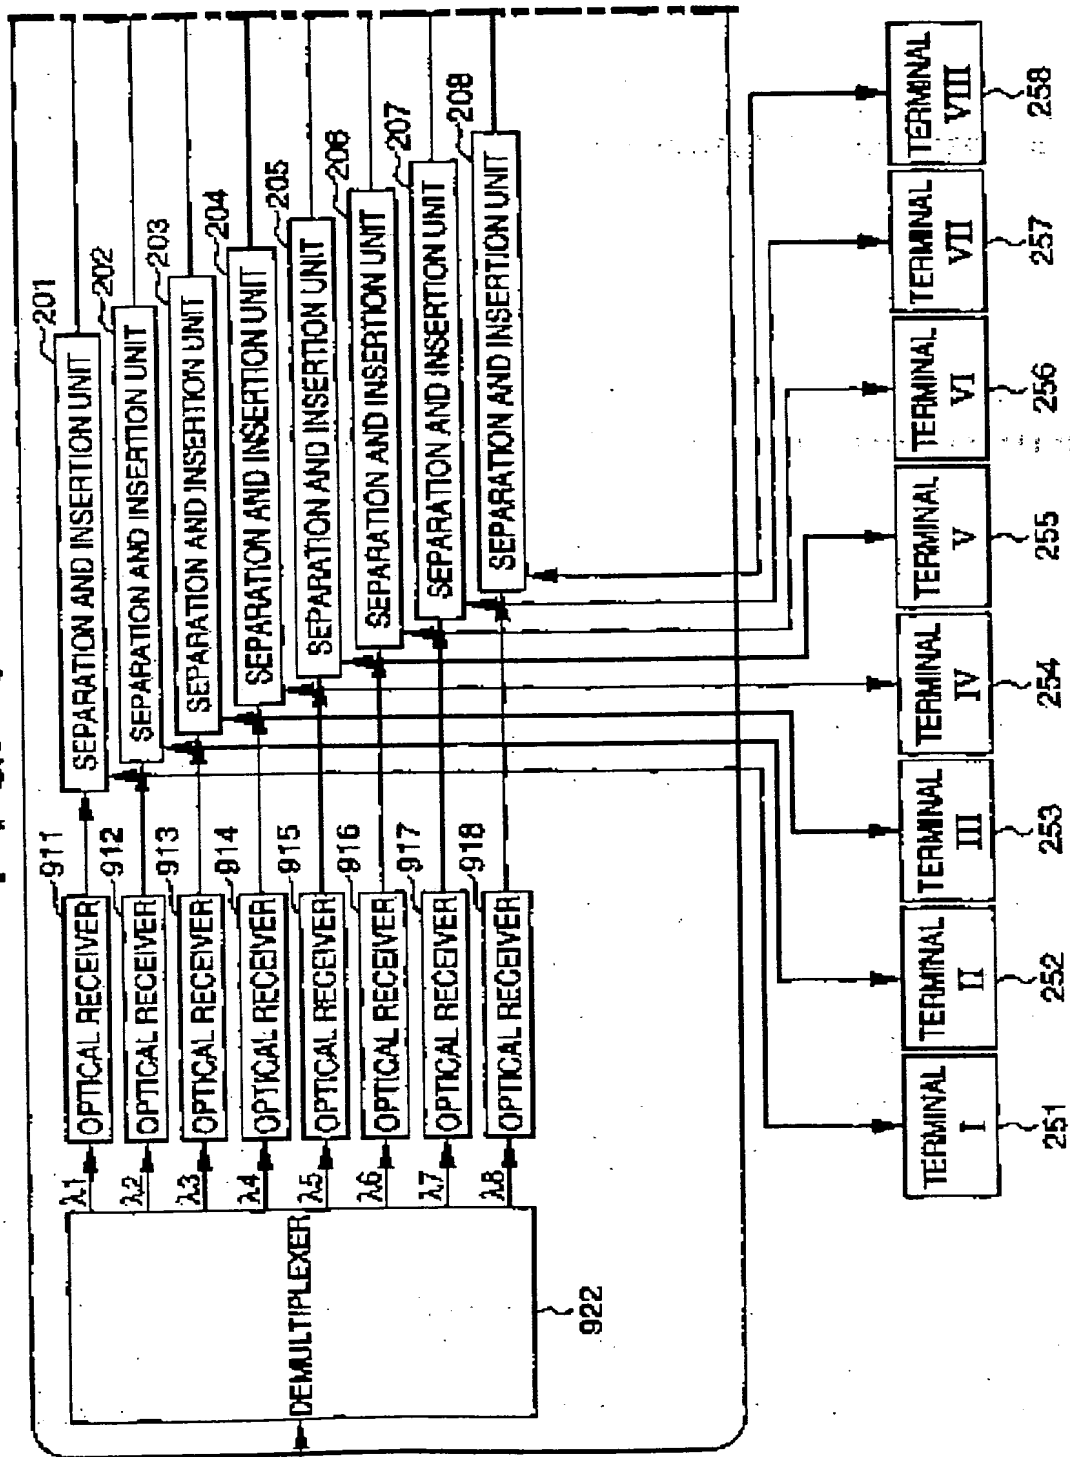 DEMULTIPLEXER
922
λ1
λ2
λ3
λ4
λ5
λ6
λ7
λ8
OPTICAL RECEIVER
911
OPTICAL RECEIVER
912
OPTICAL RECEIVER
913
OPTICAL RECEIVER
914
OPTICAL RECEIVER
915
OPTICAL RECEIVER
916
OPTICAL RECEIVER
917
OPTICAL RECEIVER
918
SEPARATION AND INSERTION UNIT
201
SEPARATION AND INSERTION UNIT
202
SEPARATION AND INSERTION UNIT
203
SEPARATION AND INSERTION UNIT
204
SEPARATION AND INSERTION UNIT
205
SEPARATION AND INSERTION UNIT
206
SEPARATION AND INSERTION UNIT
207
SEPARATION AND INSERTION UNIT
208
TERMINAL
I
251
TERMINAL
II
252
TERMINAL
III
253
TERMINAL
IV
254
TERMINAL
V
255
TERMINAL
VI
256
TERMINAL
VII
257
TERMINAL
VIII
258